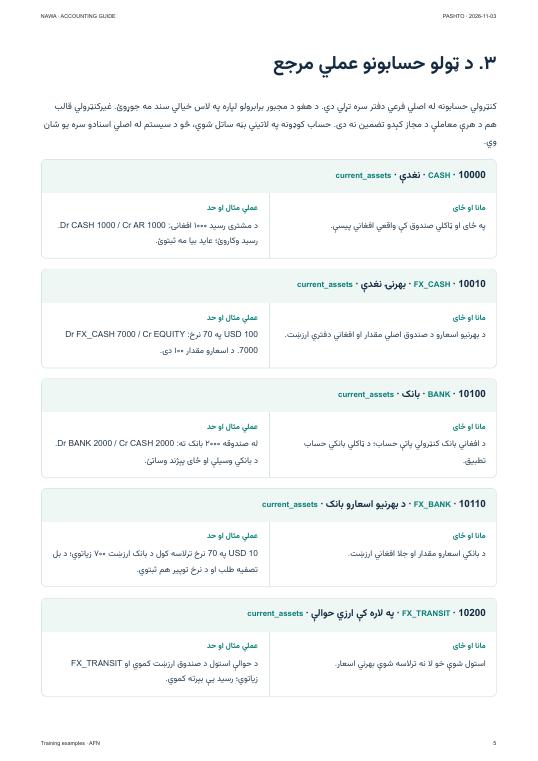 NAWA · ACCOUNTING GUIDE
PASHTO · 2026-11-03
۳. د ټولو حسابونو عملي مرجع
کنټرولي حسابونه له اصلي فرعي دفتر سره تړلي دي. د هغو د مجبور برابرولو لپاره په لاس خیالي سند مه جوړوئ. غیرکنټرولي قالب
هم د هرې معاملې د مجاز کېدو تضمین نه دی. حساب کوډونه په لاتیني بڼه ساتل شوي، خو د سیستم له اصلي اسنادو سره یو شان
وي.
10000 · CASH · نغدې · current_assets
مانا او ځای
په ځای او ټاکلي صندوق کې واقعي افغانۍ پیسې.
عملي مثال او حد
د مشتری رسید ۱۰۰۰ افغانۍ: Dr CASH 1000 / Cr AR 1000.
رسید وکاروئ؛ عاید بیا مه ثبتوئ.
10010 · FX_CASH · بهرنۍ نغدې · current_assets
مانا او ځای
د بهرنیو اسعارو د صندوق اصلي مقدار او افغاني دفتري ارزښت.
عملي مثال او حد
USD 100 په 70 نرخ: Dr FX_CASH 7000 / Cr EQUITY
7000. د اسعارو مقدار ۱۰۰ دی.
10100 · BANK · بانک · current_assets
مانا او ځای
د افغانۍ بانک کنټرولي پاتې حساب؛ د ټاکلي بانکي حساب
تطبیق.
عملي مثال او حد
له صندوقه ۲۰۰۰ بانک ته: Dr BANK 2000 / Cr CASH 2000.
د بانکي وسیلې او ځای پېژند وساتئ.
10110 · FX_BANK · د بهرنیو اسعارو بانک · current_assets
مانا او ځای
د بانکي اسعارو مقدار او جلا افغاني ارزښت.
عملي مثال او حد
USD 10 په 70 نرخ ترلاسه کول د بانک ارزښت ۷۰۰ زیاتوي؛ د بل
تصفیه طلب او د نرخ توپیر هم ثبتوي.
10200 · FX_TRANSIT · په لاره کې ارزي حوالې · current_assets
مانا او ځای
استول شوي خو لا نه ترلاسه شوي بهرني اسعار.
عملي مثال او حد
د حوالې استول د صندوق ارزښت کموي او FX_TRANSIT
زیاتوي؛ رسید یې بېرته کموي.
Training examples · AFN
5